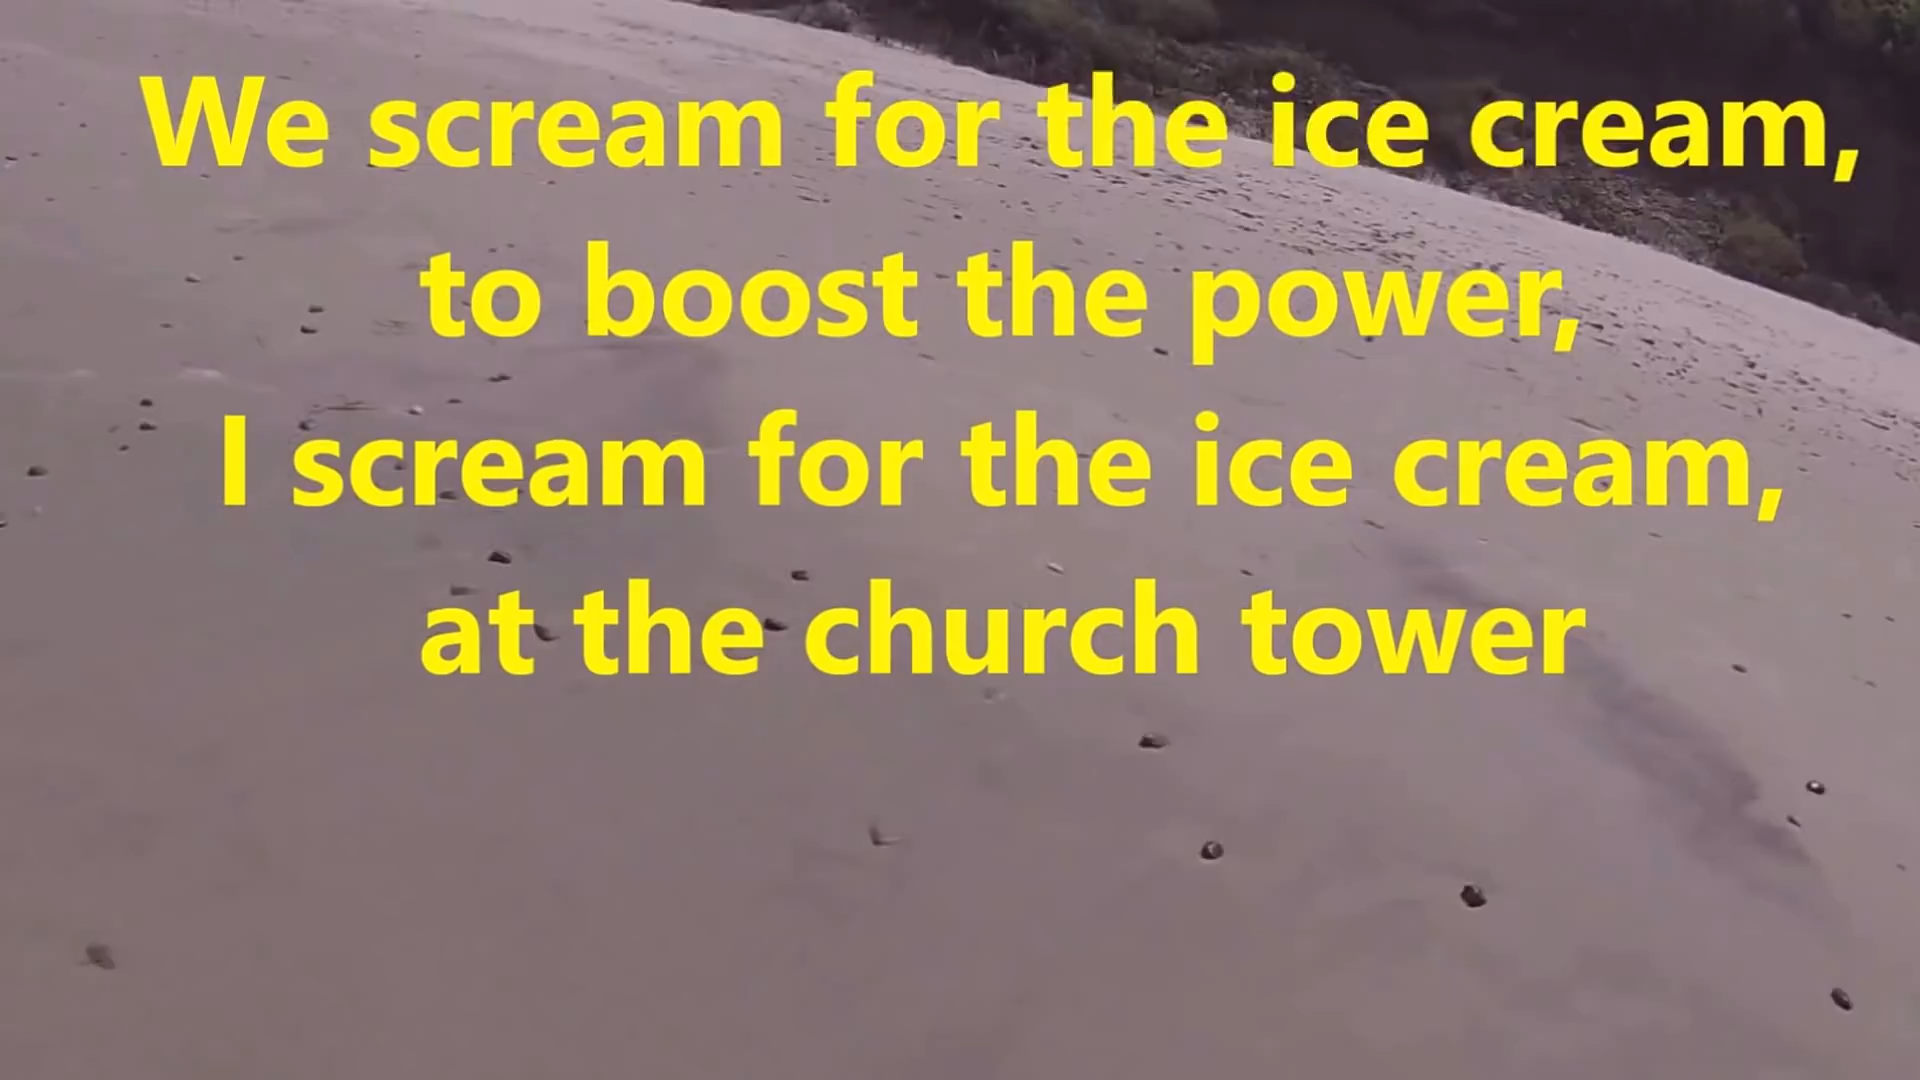 We scream for the ice cream,
to boost the power,
I scream for the ice cream,
at the church tower